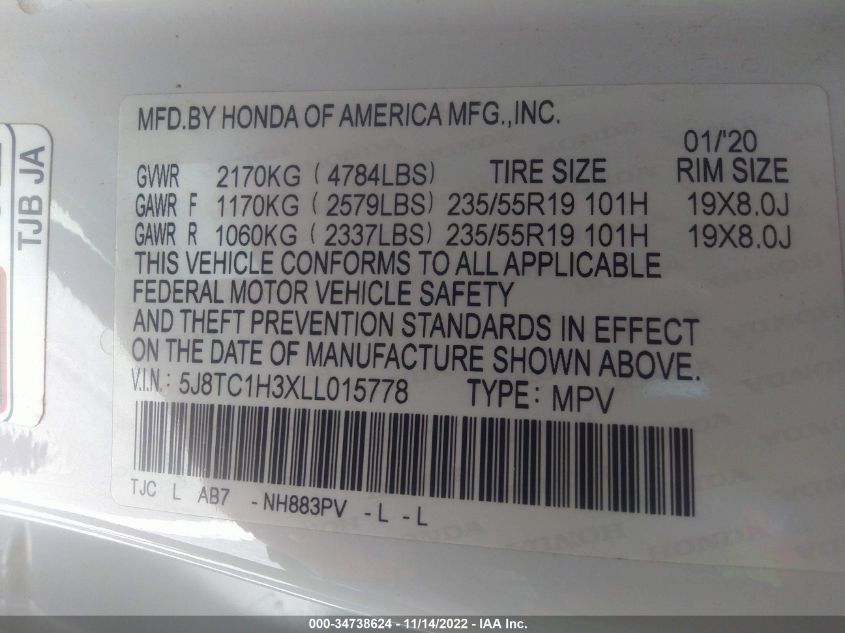 MFD.BY HONDA OF AMERICA MFG.,INC.
01/'20
GVWR 2170KG (4784LBS) TIRE SIZE RIM SIZE
GAWR F 1170KG (2579LBS) 235/55R19 101H 19X8.0J
GAWR R 1060KG (2337LBS) 235/55R19 101H 19X8.0J
THIS VEHICLE CONFORMS TO ALL APPLICABLE
FEDERAL MOTOR VEHICLE SAFETY
AND THEFT PREVENTION STANDARDS IN EFFECT
ON THE DATE OF MANUFACTURE SHOWN ABOVE.
V.I.N.: 5J8TC1H3XLL015778 TYPE: MPV
TJC L AB7 -NH883PV -L -L
TJB JA
HONDA HONDA HONDA
000-34738624 - 11/14/2022 - IAA Inc.